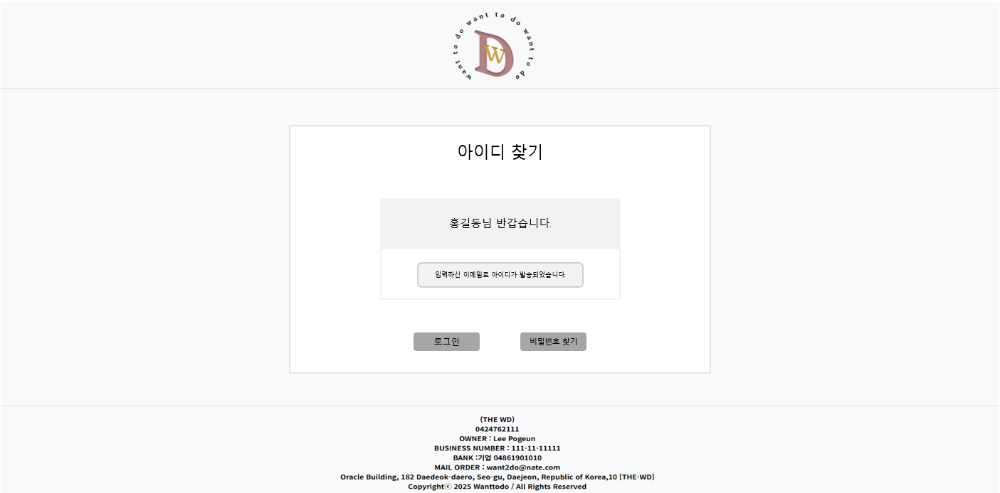 want to do want to do want to do want to do
DW
아이디 찾기
홍길동님 반갑습니다.
입력하신 이메일로 아이디가 발송되었습니다.
로그인
비밀번호 찾기
(THE WD)
0424762111
OWNER : Lee Pogeun
BUSINESS NUMBER : 111-11-11111
BANK :기업 04861901010
MAIL ORDER : want2do@nate.com
Oracle Building, 182 Daedeok-daero, Seo-gu, Daejeon, Republic of Korea,10 [THE-WD]
Copyrightⓒ 2025 Wanttodo / All Rights Reserved